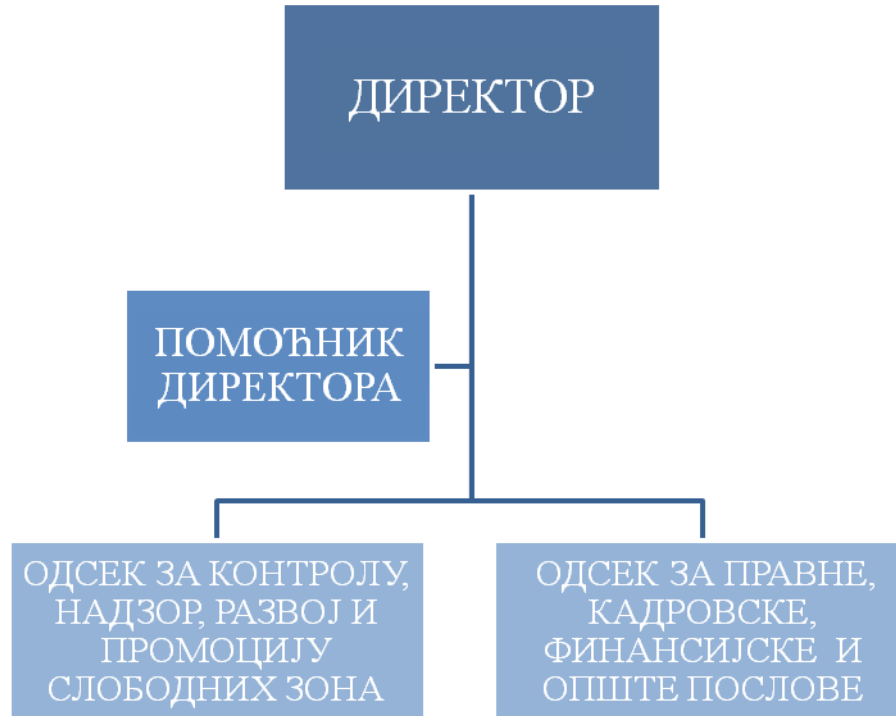 ДИРЕКТОР
ПОМОЋНИК
ДИРЕКТОРА
ОДСЕК ЗА КОНТРОЛУ,
НАДЗОР, РАЗВОЈ И
ПРОМОЦИЈУ
СЛОБОДНИХ ЗОНА
ОДСЕК ЗА ПРАВНЕ,
КАДРОВСКЕ,
ФИНАНСИЈСКЕ И
ОПШТЕ ПОСЛОВЕ